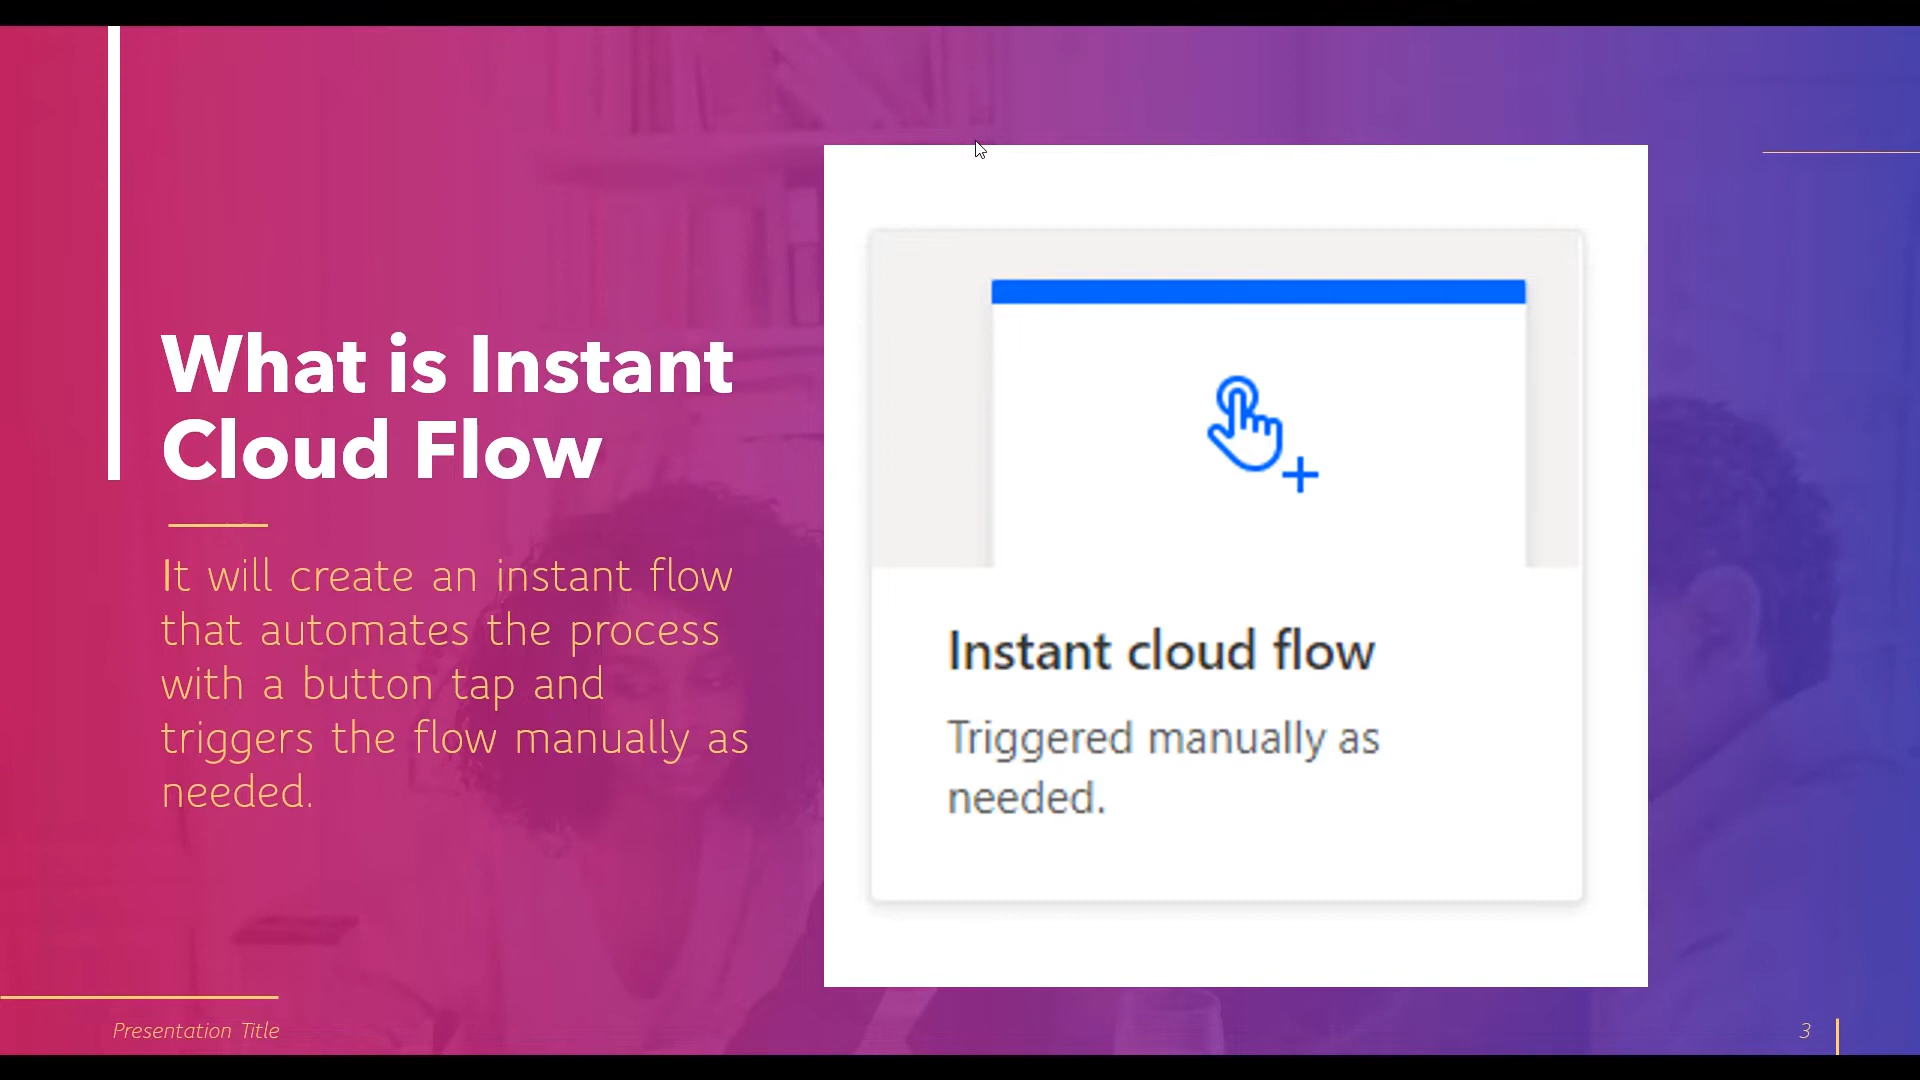 What is Instant
Cloud Flow
It will create an instant flow
that automates the process
with a button tap and
triggers the flow manually as
needed.
Instant cloud flow
Triggered manually as
needed.
Presentation Title
3